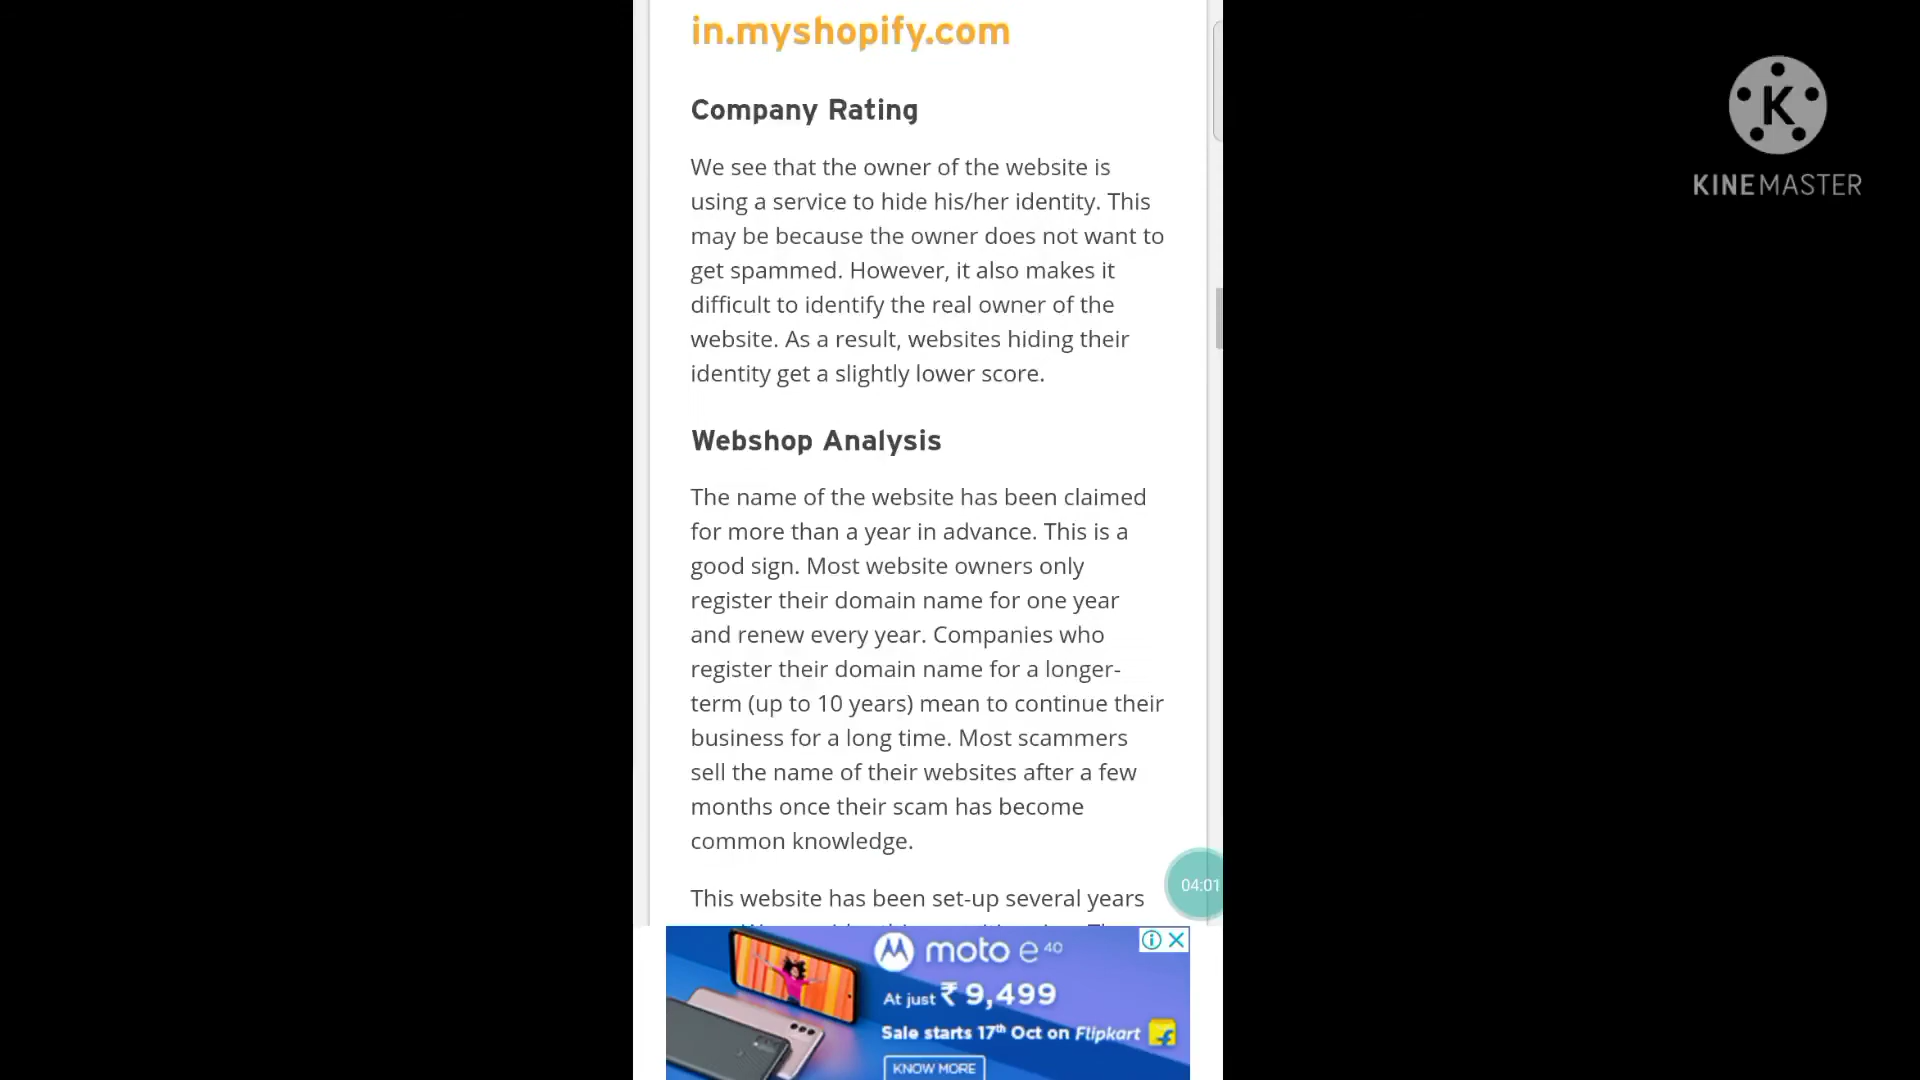 in.myshopify.com
Company Rating
We see that the owner of the website is
using a service to hide his/her identity. This
may be because the owner does not want to
get spammed. However, it also makes it
difficult to identify the real owner of the
website. As a result, websites hiding their
identity get a slightly lower score.
Webshop Analysis
The name of the website has been claimed
for more than a year in advance. This is a
good sign. Most website owners only
register their domain name for one year
and renew every year. Companies who
register their domain name for a longer-
term (up to 10 years) mean to continue their
business for a long time. Most scammers
sell the name of their websites after a few
months once their scam has become
common knowledge.
This website has been set-up several years
04:01
moto e40
At just ₹ 9,499
Sale starts 17th Oct on Flipkart
KNOW MORE
K
KINEMASTER